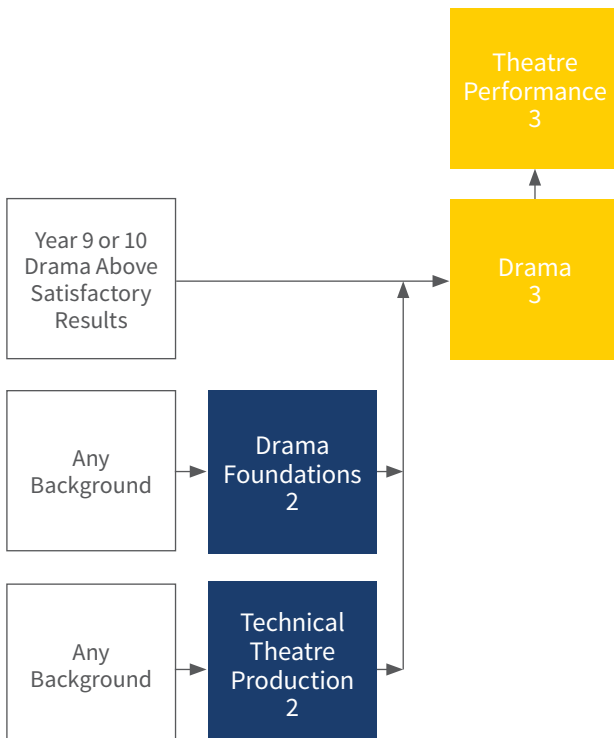 Theatre
Performance
3
Year 9 or 10
Drama Above
Satisfactory
Results
Drama
3
Any
Background
Drama
Foundations
2
Any
Background
Technical
Theatre
Production
2